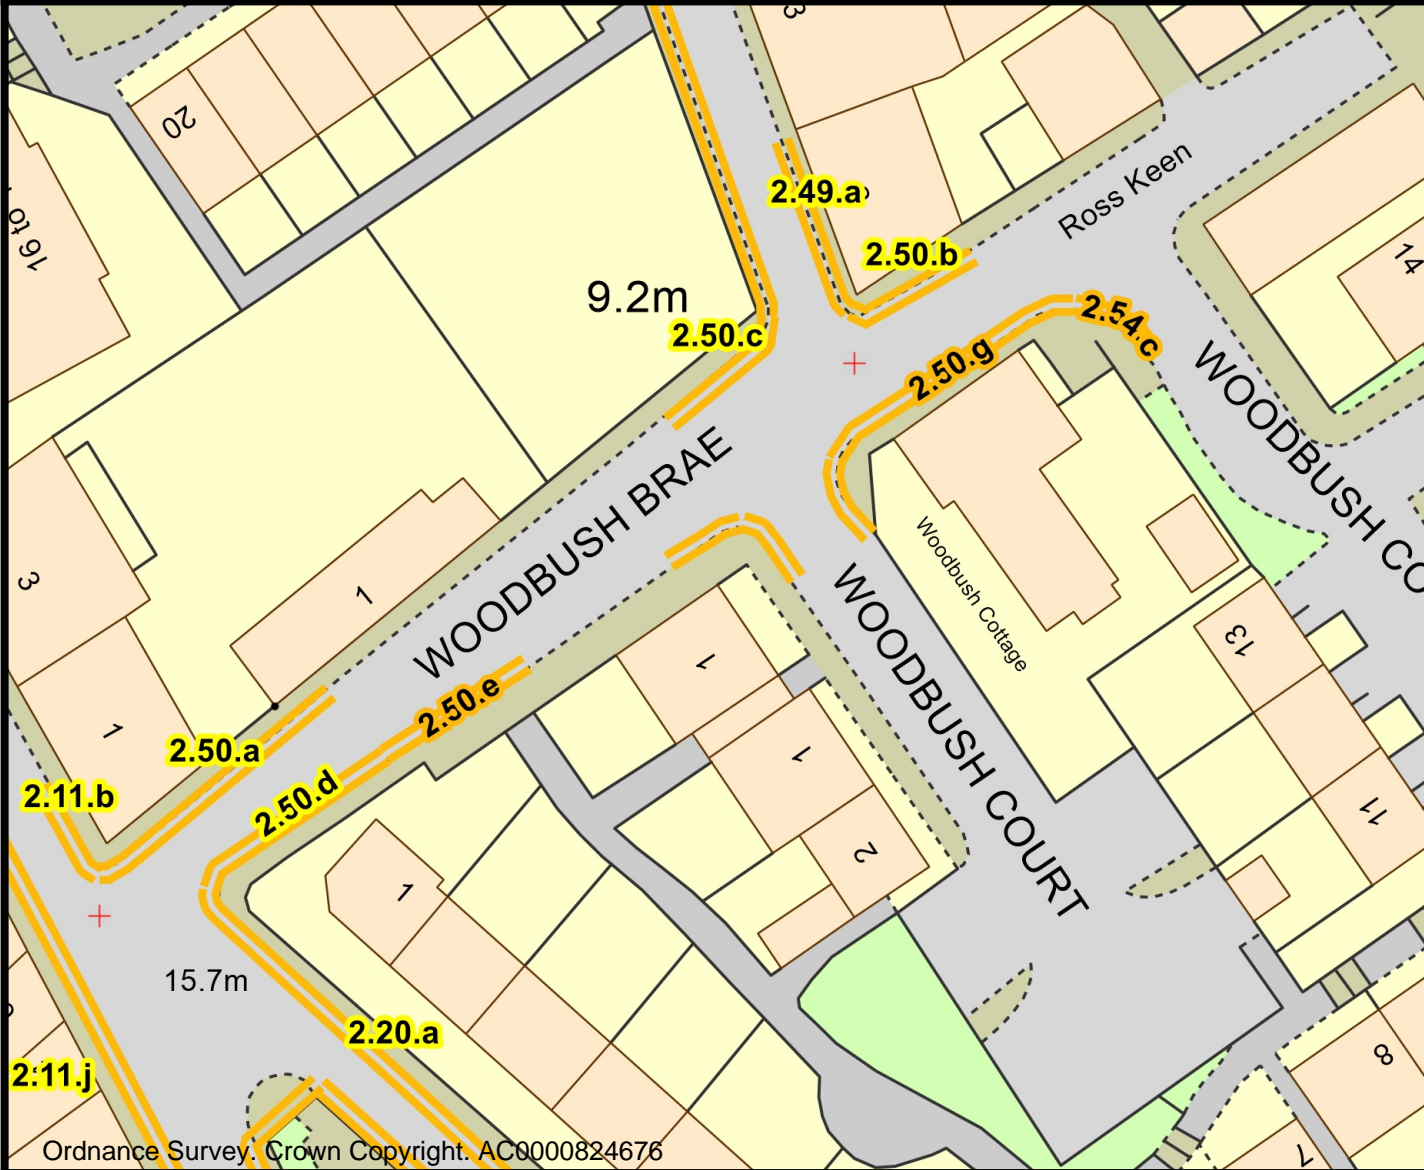 20
16 to
2.49.a
Ross Keen
2.50.b
14
9.2m
2.50.c
2.54.c
2.50.g
WOODBUSH CO
WOODBUSH BRAE
Woodbush Cottage
3
1
1
13
WOODBUSH COURT
2.50.e
1
1
2.50.a
2.11.b
2.50.d
11
2
1
15.7m
2.20.a
2.11.j
8
7
Ordnance Survey. Crown Copyright. AC0000824676